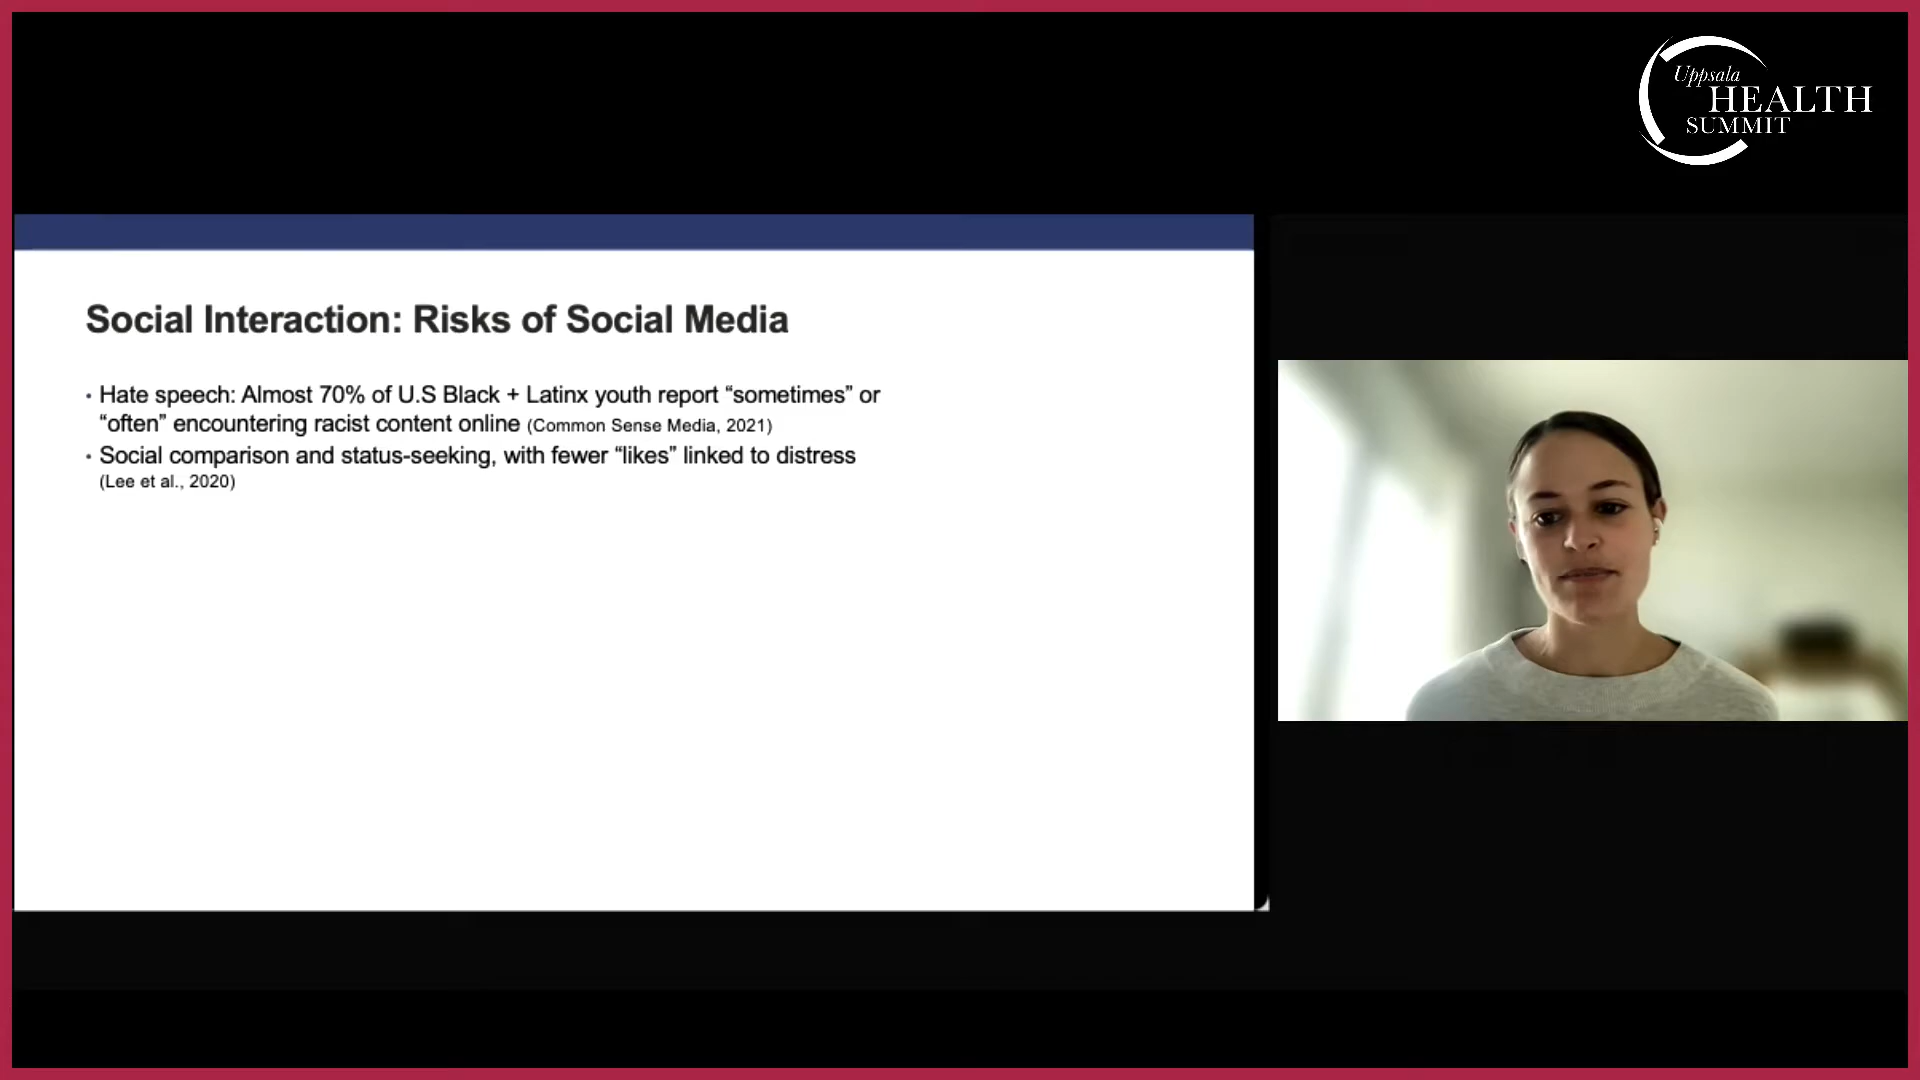 Uppsala
HEALTH
SUMMIT
Social Interaction: Risks of Social Media
• Hate speech: Almost 70% of U.S Black + Latinx youth report “sometimes” or
“often” encountering racist content online (Common Sense Media, 2021)
• Social comparison and status-seeking, with fewer “likes” linked to distress
(Lee et al., 2020)